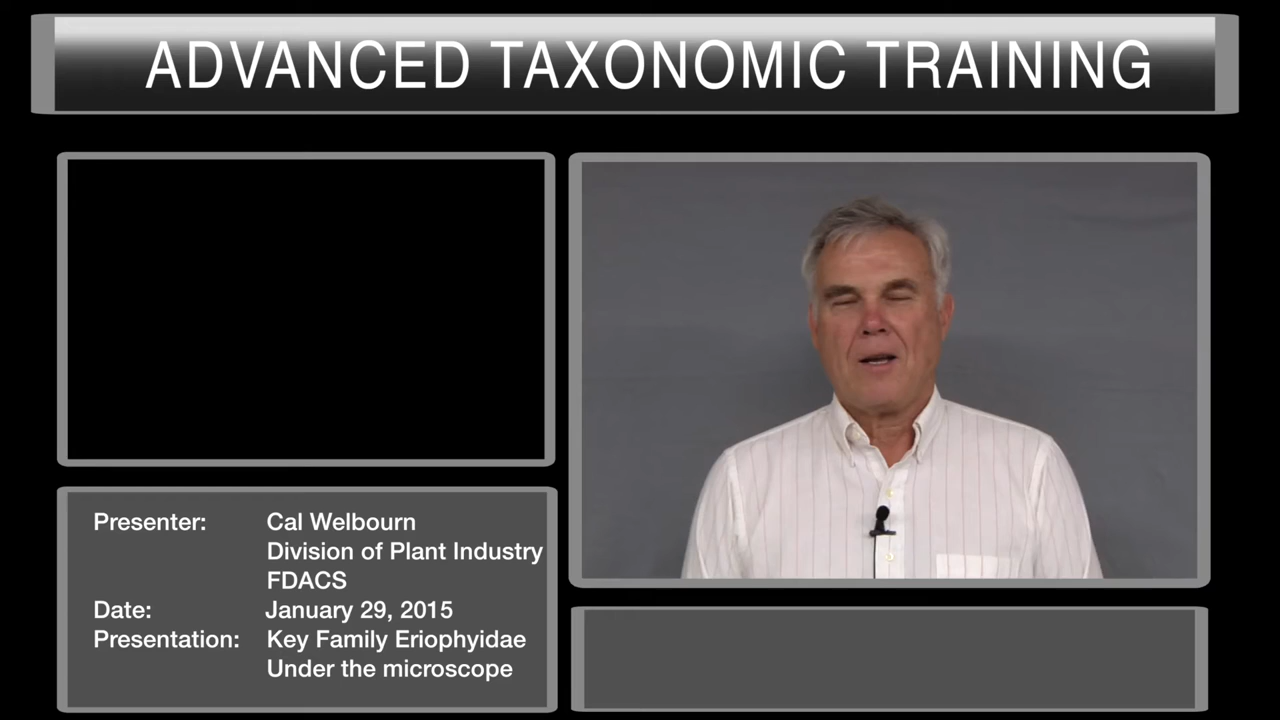 ADVANCED TAXONOMIC TRAINING
Presenter: Cal Welbourn
Division of Plant Industry
FDACS
Date: January 29, 2015
Presentation: Key Family Eriophyidae
Under the microscope